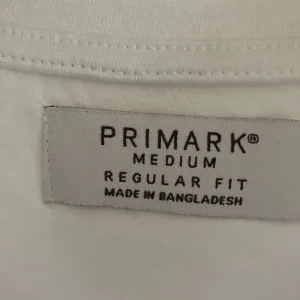 PRIMARK®
MEDIUM
REGULAR FIT
MADE IN BANGLADESH